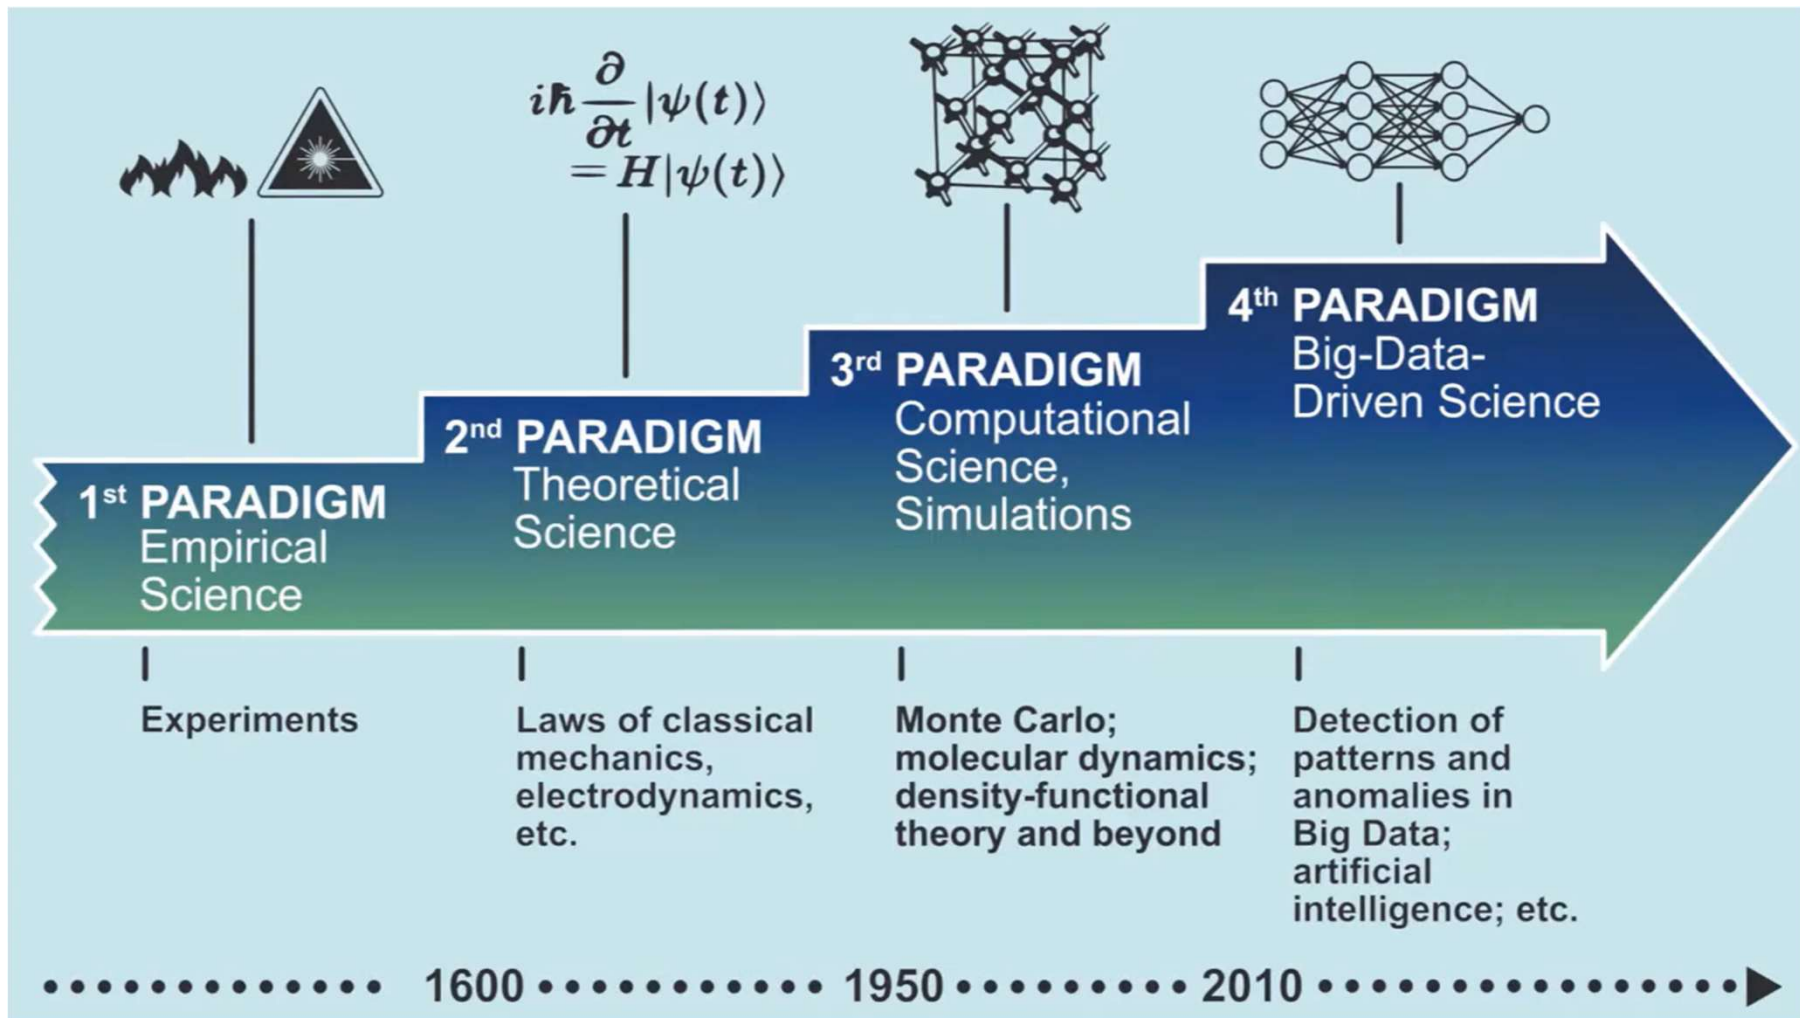 iℏ ∂/∂t |ψ(t)⟩
= H|ψ(t)⟩
1st PARADIGM
Empirical
Science
2nd PARADIGM
Theoretical
Science
3rd PARADIGM
Computational
Science,
Simulations
4th PARADIGM
Big-Data-
Driven Science
Experiments
Laws of classical
mechanics,
electrodynamics,
etc.
Monte Carlo;
molecular dynamics;
density-functional
theory and beyond
Detection of
patterns and
anomalies in
Big Data;
artificial
intelligence; etc.
1600 1950 2010